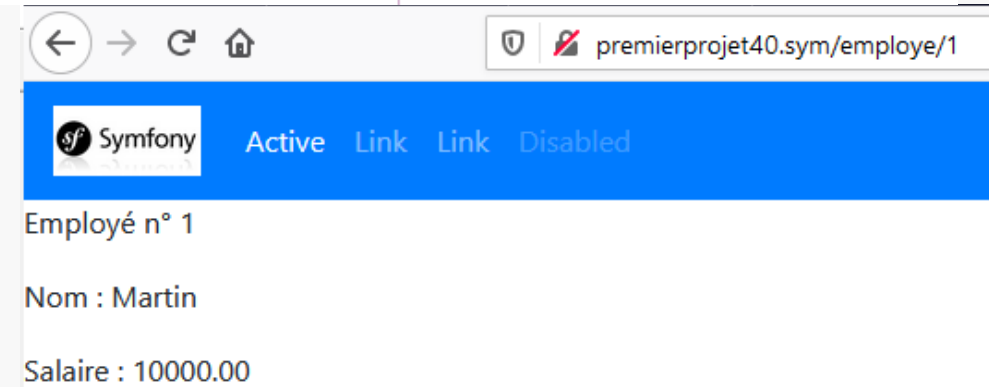 premierprojet40.sym/employe/1
Symfony Active Link Link Disabled
Employé n° 1
Nom : Martin
Salaire : 10000.00